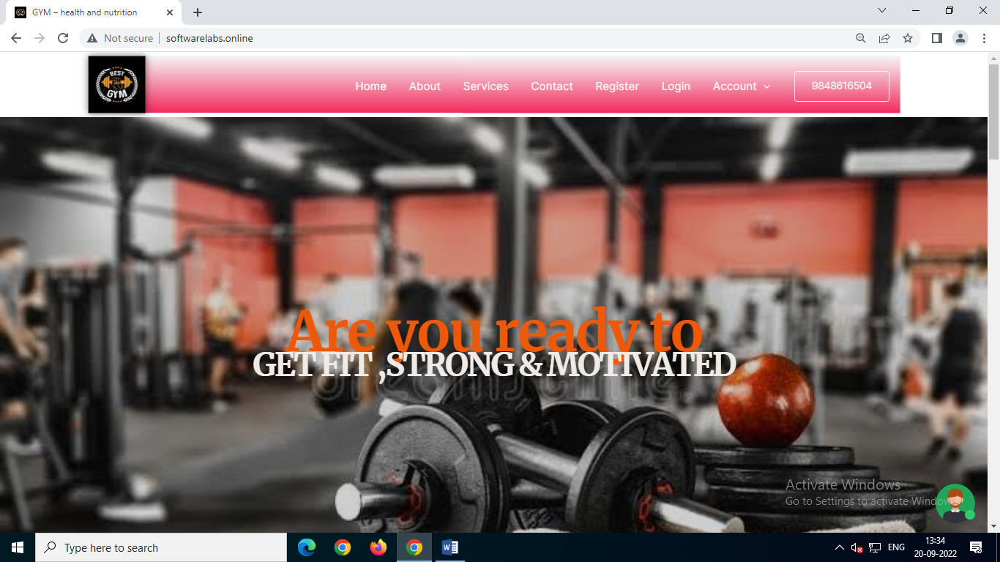 GYM – health and nutrition
Not secure
softwarelabs.online
BEST
GYM
Home
About
Services
Contact
Register
Login
Account
9848616504
Are you ready to
GET FIT ,STRONG & MOTIVATED
Activate Windows
Go to Settings to activate Windows
Type here to search
ENG
13:34
20-09-2022